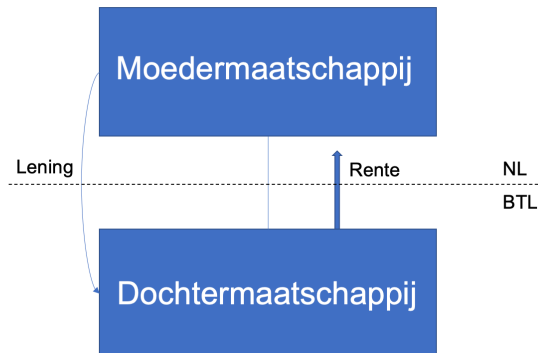 Moedermaatschappij
Lening
Rente
NL
BTL
Dochtermaatschappij